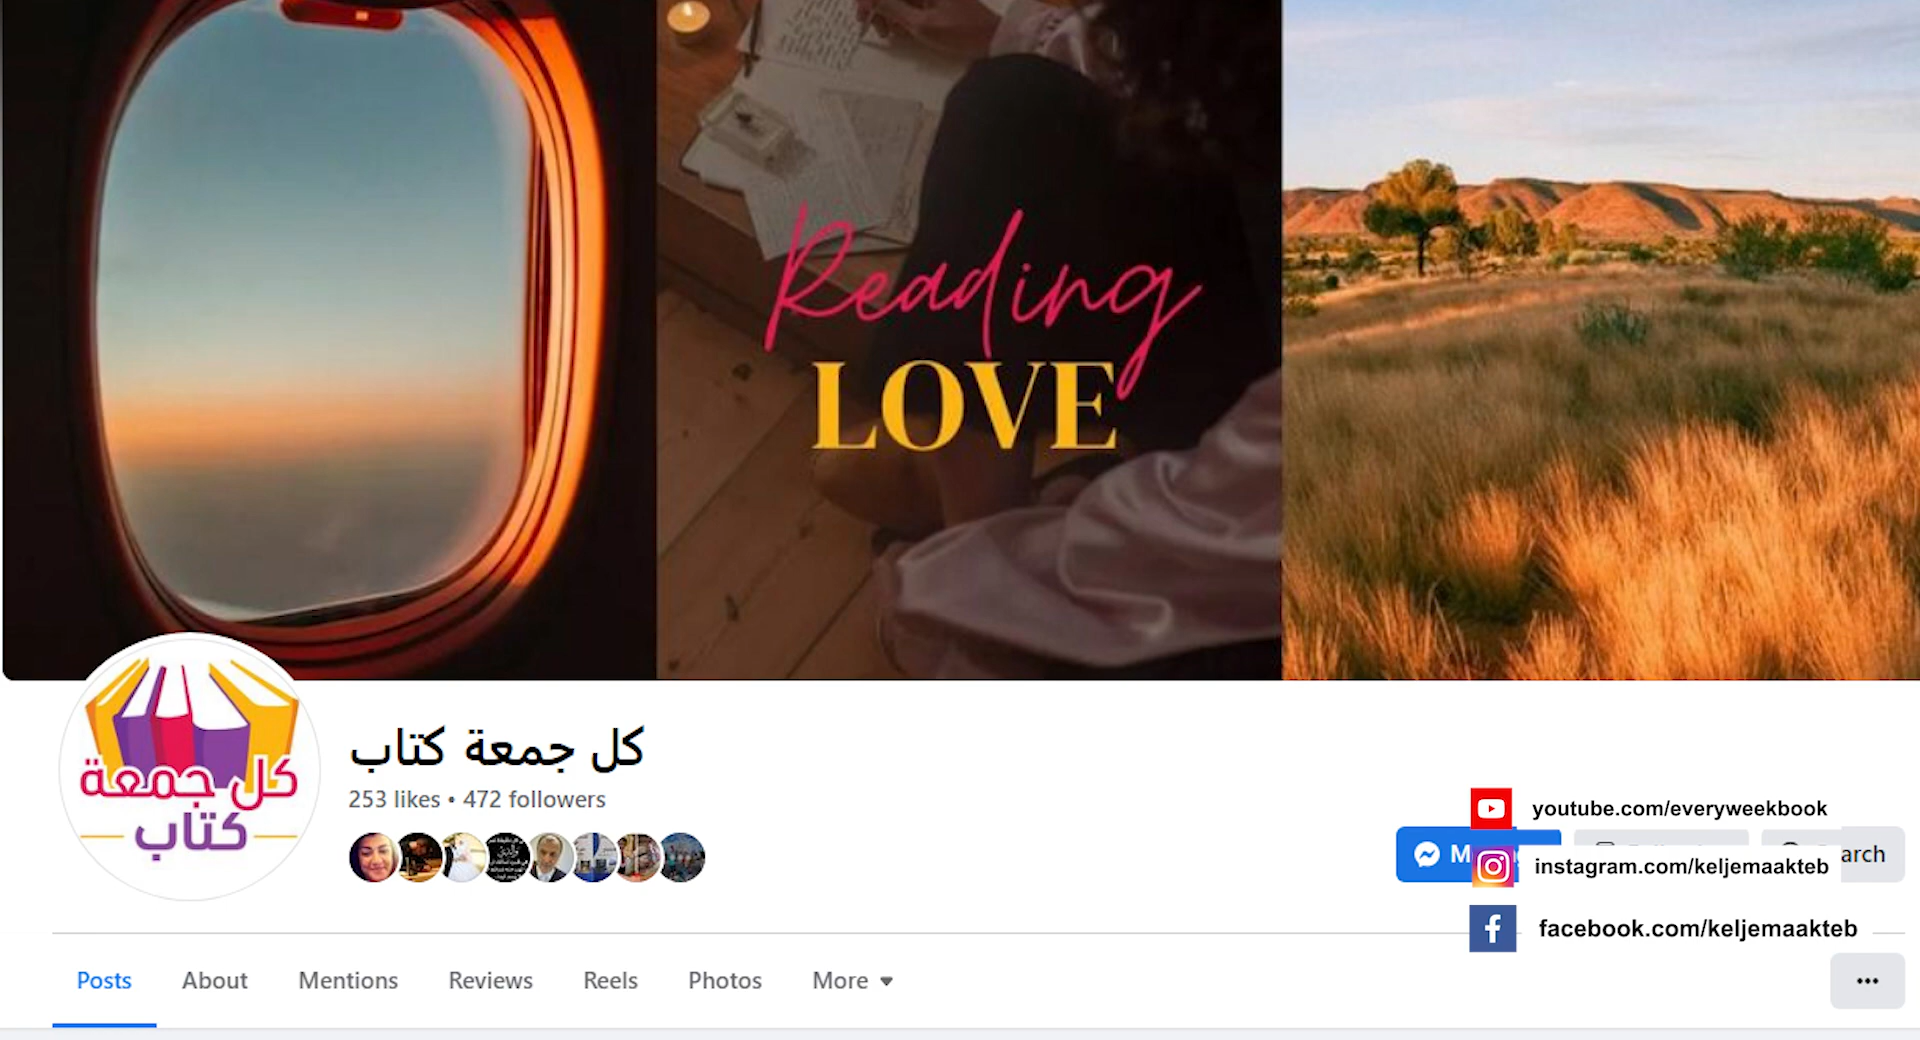 Reading
LOVE
كل جمعة
كتاب
كل جمعة كتاب
253 likes • 472 followers
youtube.com/everyweekbook
instagram.com/keljemaakteb
facebook.com/keljemaakteb
Posts
About
Mentions
Reviews
Reels
Photos
More